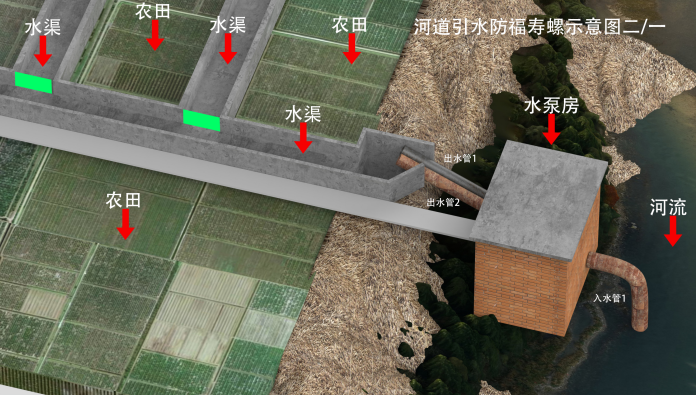 河道引水防福寿螺示意图二/一
水渠
农田
水渠
农田
水渠
水泵房
出水管1
出水管2
农田
河流
入水管1